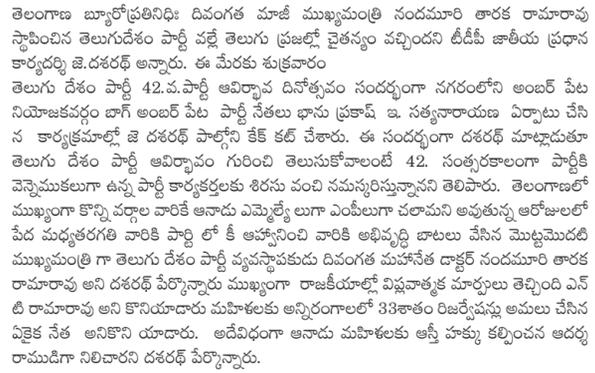 తెలంగాణ బ్యూరోప్రతినిధిః దివంగత మాజీ ముఖ్యమంత్రి నందమూరి తారక రామారావు
స్థాపించిన తెలుగుదేశం పార్టీ వల్లే తెలుగు ప్రజల్లో చైతన్యం వచ్చిందని టీడీపీ జాతీయ ప్రధాన
కార్యదర్శి జె.దశరథ్ అన్నారు. ఈ మేరకు శుక్రవారం
తెలుగు దేశం పార్టీ 42.వ.పార్టీ ఆవిర్భావ దినోత్సవం సందర్భంగా నగరంలోని అంబర్ పేట
నియోజకవర్గం బాగ్ అంబర్ పేట పార్టీ నేతలు భాను ప్రకాష్ ఇ. సత్యనారాయణ ఏర్పాటు చేసి
న కార్యక్రమాల్లో జె దశరథ్ పాల్గోని కేక్ కట్ చేశారు. ఈ సందర్భంగా దశరథ్ మాట్లాడుతూ
తెలుగు దేశం పార్టీ ఆవిర్భావం గురించి తెలుసుకోవాలంటే 42. సంత్సరకాలంగా పార్టీకి
వెన్నెముకలుగా ఉన్న పార్టీ కార్యకర్తలకు శిరసు వంచి నమస్కరిస్తున్నానని తెలిపారు. తెలంగాణలో
ముఖ్యంగా కొన్ని వర్గాల వారికే ఆనాడు ఎమ్మెల్యే లుగా ఎంపీలుగా చలామని అవుతున్న ఆరోజులలో
పేద మధ్యతరగతి వారికి పార్టి లో కీ ఆహ్వానించి వారికి అభివృద్ధి బాటలు వేసిన మొట్టమొదటి
ముఖ్యమంత్రి గా తెలుగు దేశం పార్టీ వ్యవస్థాపకుడు దివంగత మహానేత డాక్టర్ నందమూరి తారక
రామారావు అని దశరథ్ పేర్కొన్నారు ముఖ్యంగా రాజకీయాల్లో విప్లవాత్మక మార్పులు తెచ్చింది ఎన్
టి రామారావు అని కొనియాడారు మహిళలకు అన్నిరంగాలలో 33శాతం రిజర్వేషన్లు అమలు చేసిన
ఏకైక నేత అనికొని యాడారు. అదేవిధంగా ఆనాడు మహిళలకు ఆస్తీ హక్కు కల్పించన ఆదర్శ
రాముడిగా నిలిచారని దశరథ్ పేర్కొన్నారు.